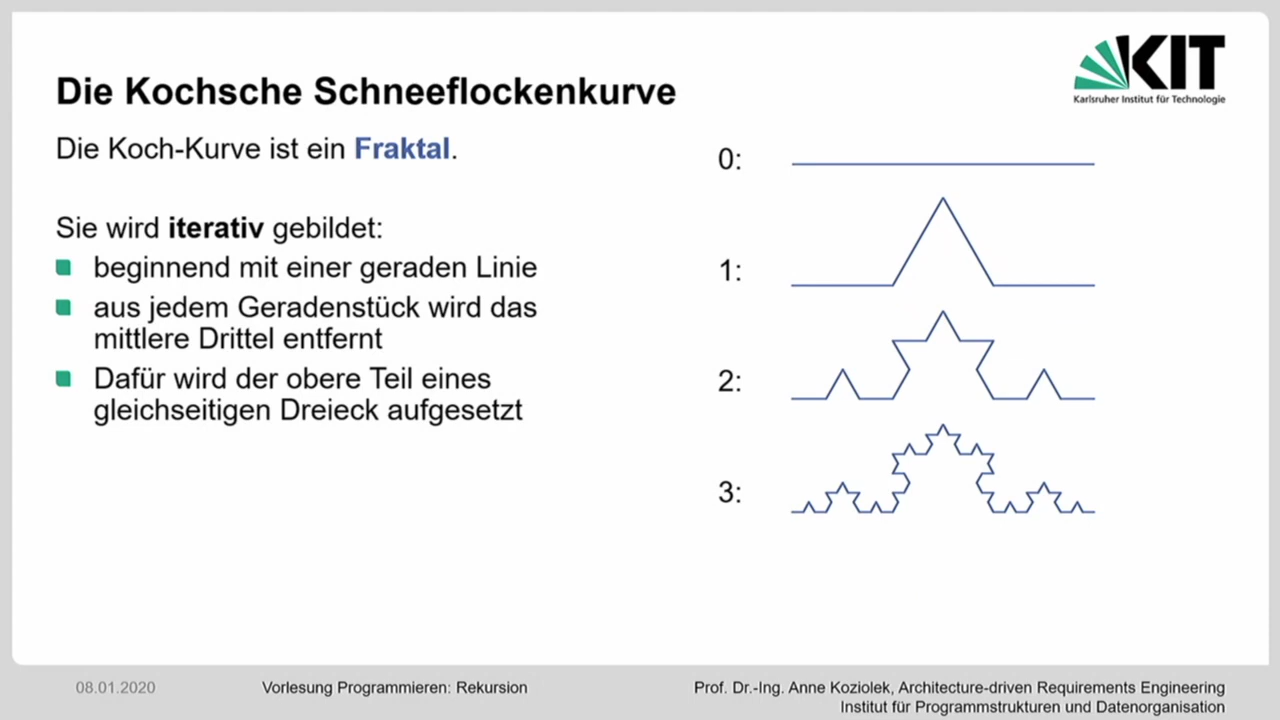 KIT
Karlsruher Institut für Technologie
Die Kochsche Schneeflockenkurve
Die Koch-Kurve ist ein Fraktal.
Sie wird iterativ gebildet:
beginnend mit einer geraden Linie
aus jedem Geradenstück wird das
mittlere Drittel entfernt
Dafür wird der obere Teil eines
gleichseitigen Dreieck aufgesetzt
0:
1:
2:
3:
08.01.2020
Vorlesung Programmieren: Rekursion
Prof. Dr.-Ing. Anne Koziolek, Architecture-driven Requirements Engineering
Institut für Programmstrukturen und Datenorganisation